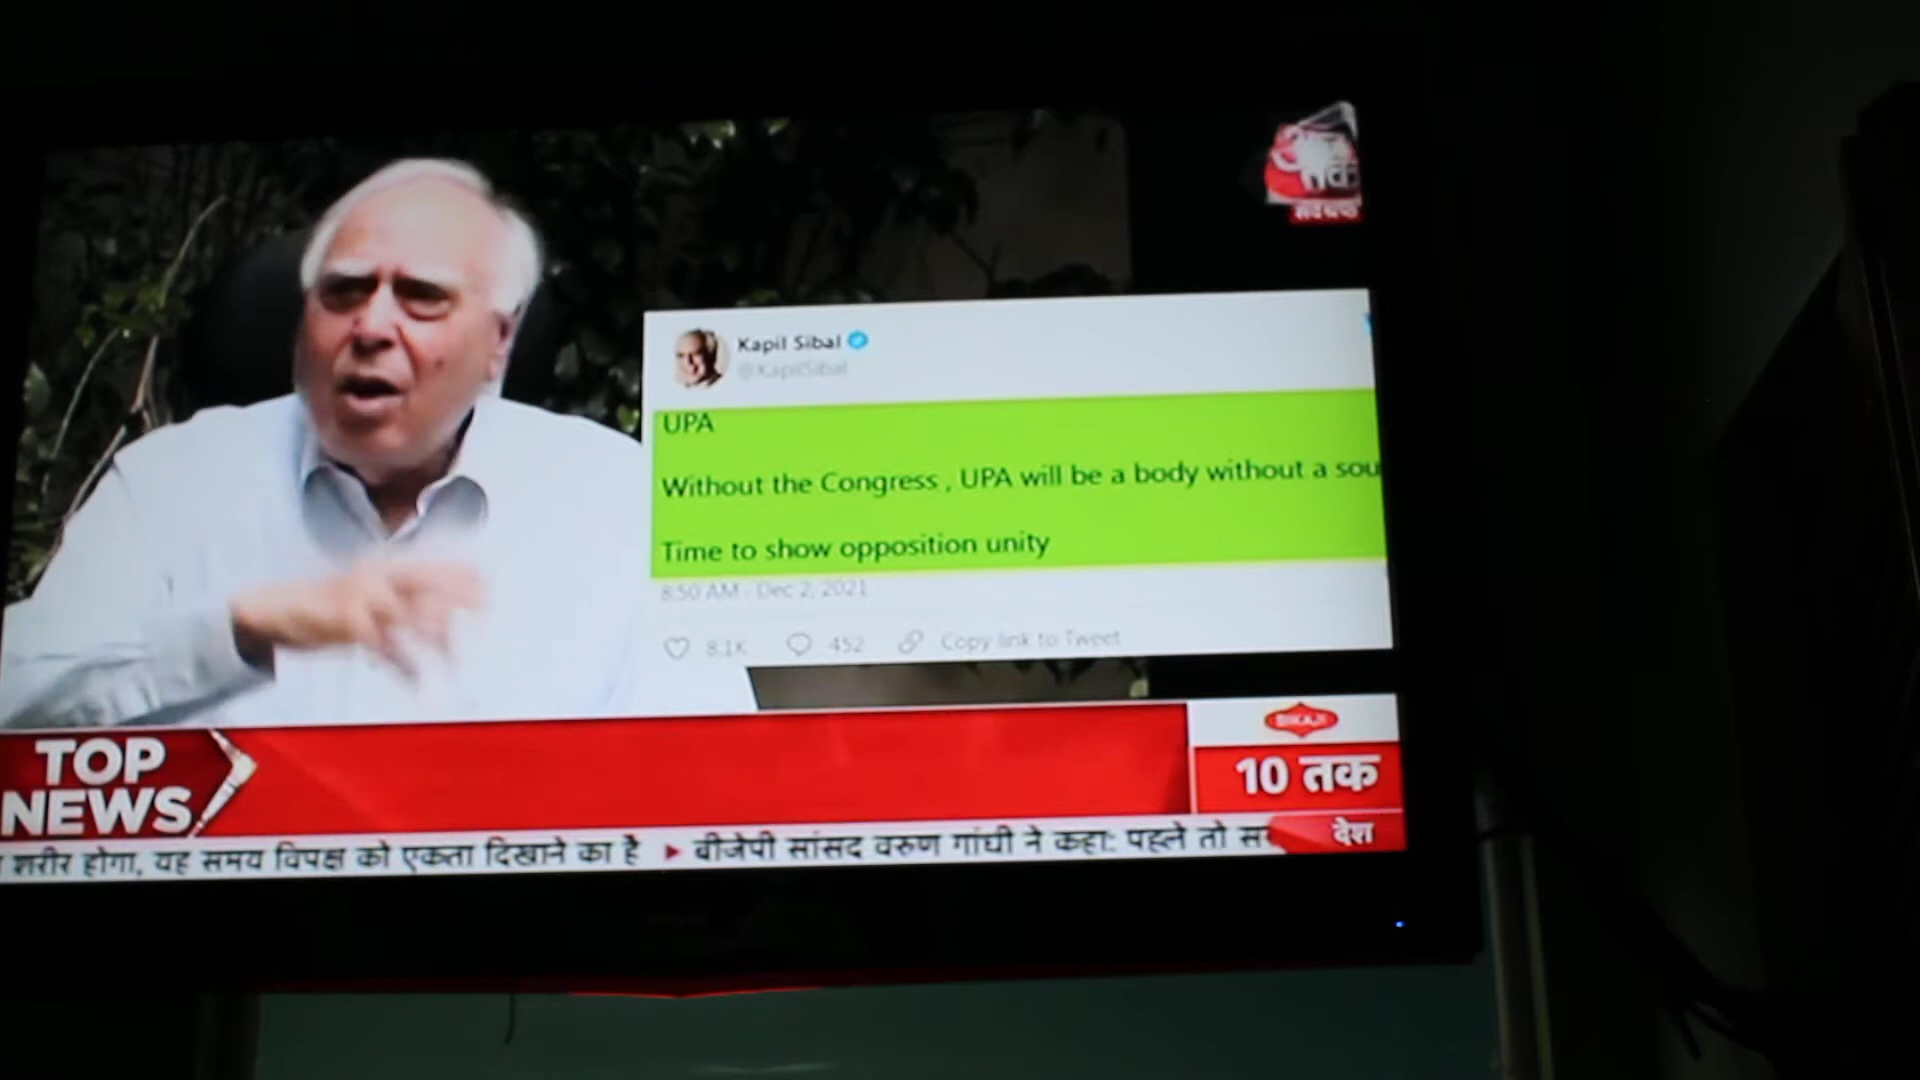 तक
Kapil Sibal
@KapilSibal
UPA
Without the Congress , UPA will be a body without a sou
Time to show opposition unity
8:50 AM · Dec 2, 2021
8.1K 452 Copy link to Tweet
BIKAJI
TOP
NEWS
10 तक
शरीर होगा, यह समय विपक्ष को एकता दिखाने का है ▸ बीजेपी सांसद वरुण गांधी ने कहा: पहले तो स
देश